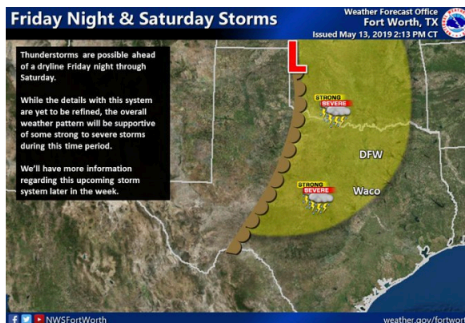 Friday Night & Saturday Storms
Weather Forecast Office
Fort Worth, TX
Issued May 13, 2019 2:13 PM CT
Thunderstorms are possible ahead
of a dryline Friday night through
Saturday.
While the details with this system
are yet to be refined, the overall
weather pattern will be supportive
of some strong to severe storms
during this time period.
We'll have more information
regarding this upcoming storm
system later in the week.
L
STRONG
SEVERE
DFW
STRONG
SEVERE
Waco
NWSFortWorth
weather.gov/fortworth